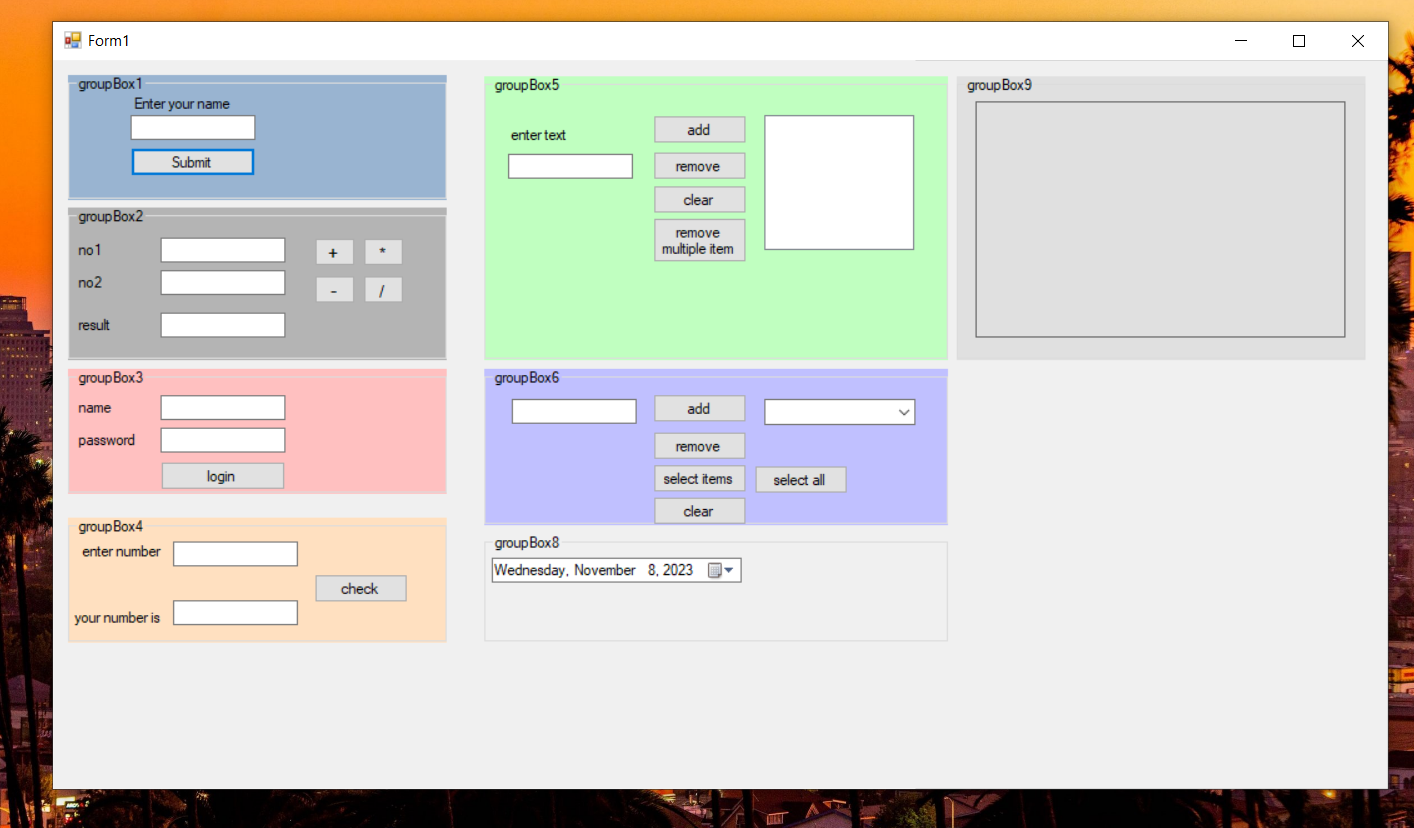 Form1
groupBox1
Enter your name
Submit
groupBox2
no1
+
*
no2
-
/
result
groupBox3
name
password
login
groupBox4
enter number
check
your number is
groupBox5
enter text
add
remove
clear
remove
multiple item
groupBox6
add
remove
select items
select all
clear
groupBox8
Wednesday, November 8, 2023
groupBox9